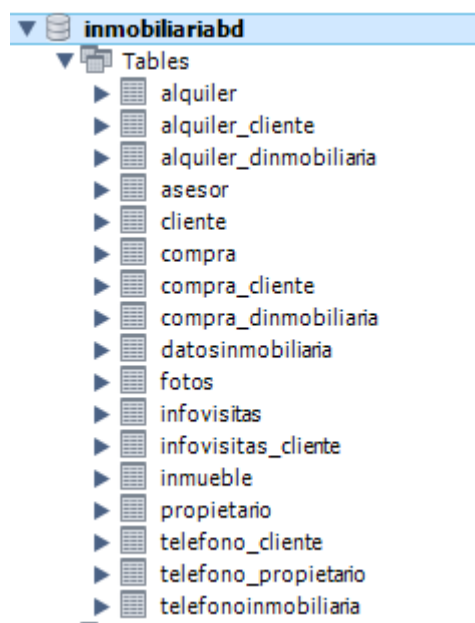 inmobiliariabd
Tables
alquiler
alquiler_cliente
alquiler_dinmobiliaria
asesor
cliente
compra
compra_cliente
compra_dinmobiliaria
datosinmobiliaria
fotos
infovisitas
infovisitas_cliente
inmueble
propietario
telefono_cliente
telefono_propietario
telefonoinmobiliaria